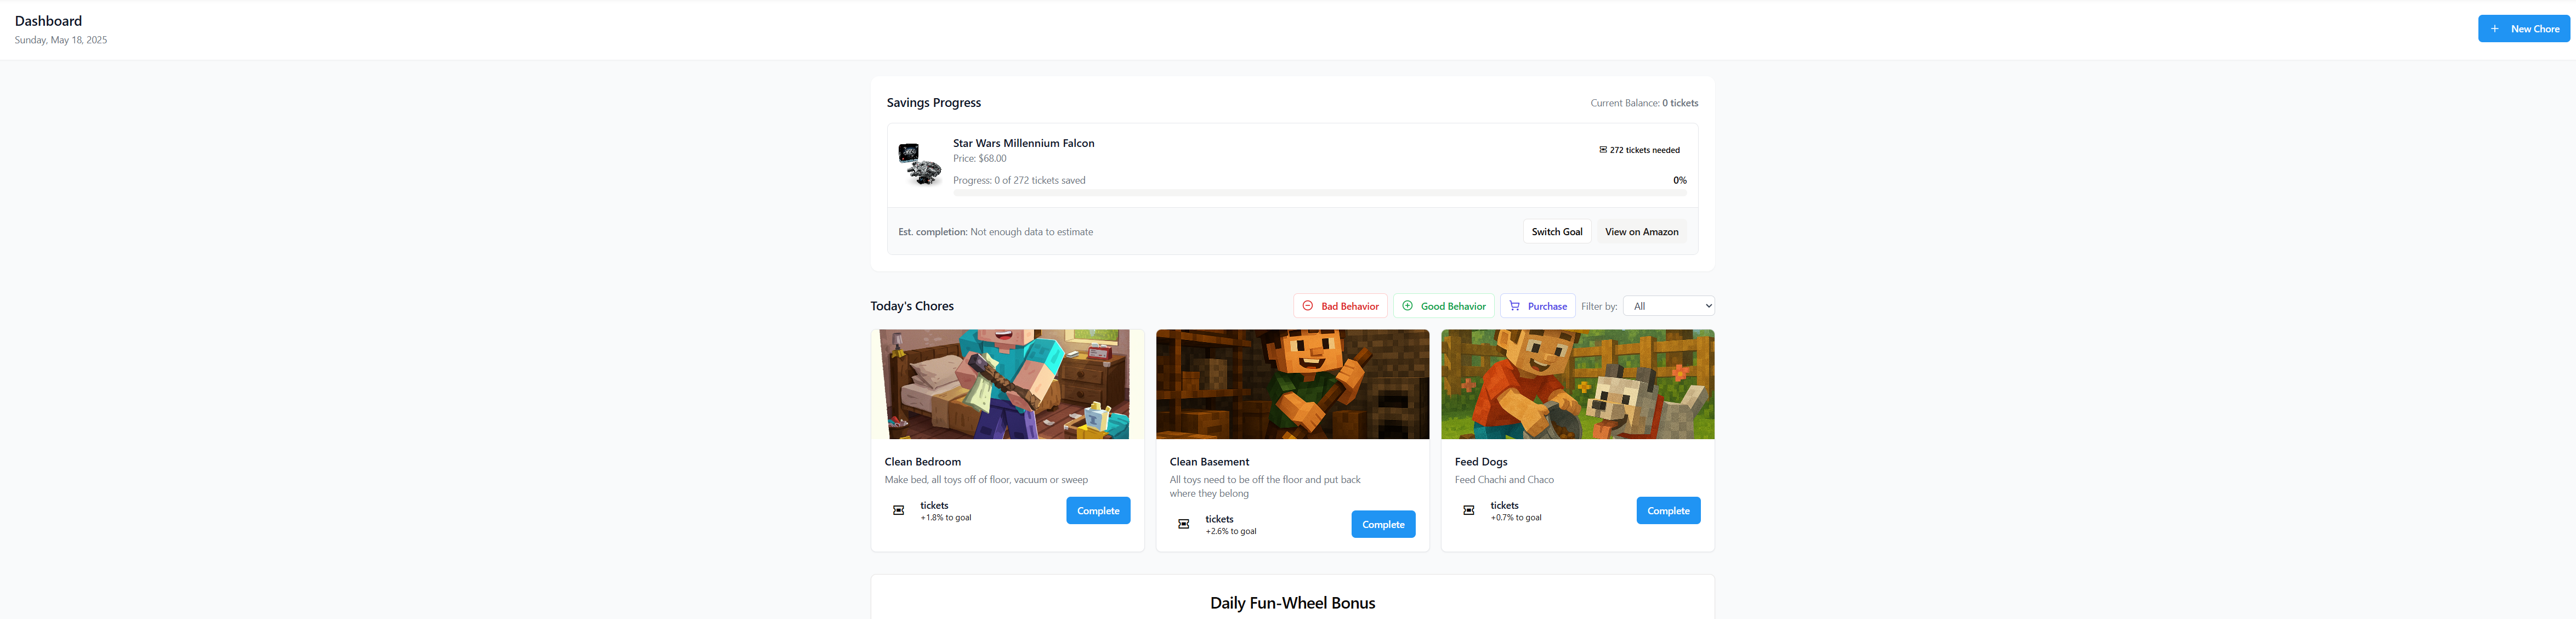 Dashboard
Sunday, May 18, 2025
+ New Chore
Savings Progress
Current Balance: 0 tickets
Star Wars Millennium Falcon
Price: $68.00
272 tickets needed
Progress: 0 of 272 tickets saved
0%
Est. completion: Not enough data to estimate
Switch Goal
View on Amazon
Today's Chores
Bad Behavior
Good Behavior
Purchase
Filter by:
All
Clean Bedroom
Make bed, all toys off of floor, vacuum or sweep
tickets
+1.8% to goal
Complete
Clean Basement
All toys need to be off the floor and put back
where they belong
tickets
+2.6% to goal
Complete
Feed Dogs
Feed Chachi and Chaco
tickets
+0.7% to goal
Complete
Daily Fun-Wheel Bonus